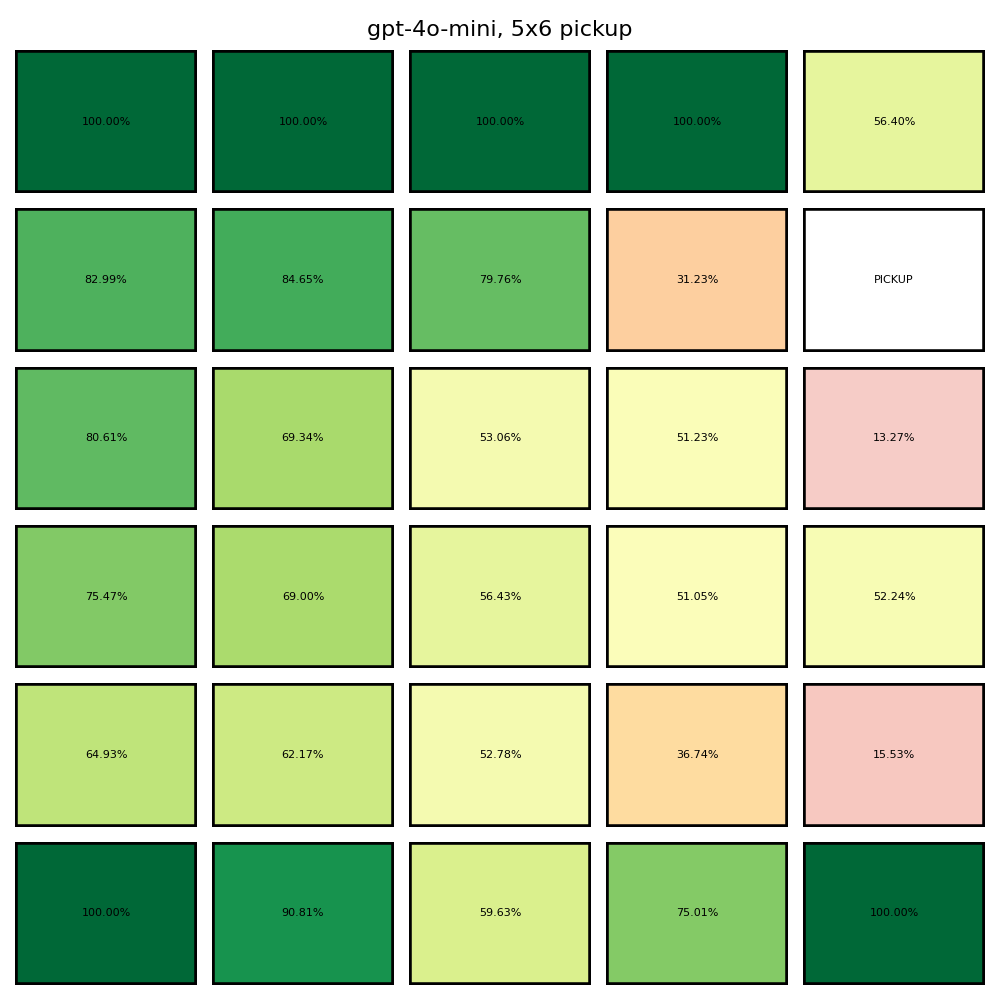 gpt-4o-mini, 5x6 pickup
100.00% 100.00% 100.00% 100.00% 56.40%
82.99% 84.65% 79.76% 31.23% PICKUP
80.61% 69.34% 53.06% 51.23% 13.27%
75.47% 69.00% 56.43% 51.05% 52.24%
64.93% 62.17% 52.78% 36.74% 15.53%
100.00% 90.81% 59.63% 75.01% 100.00%